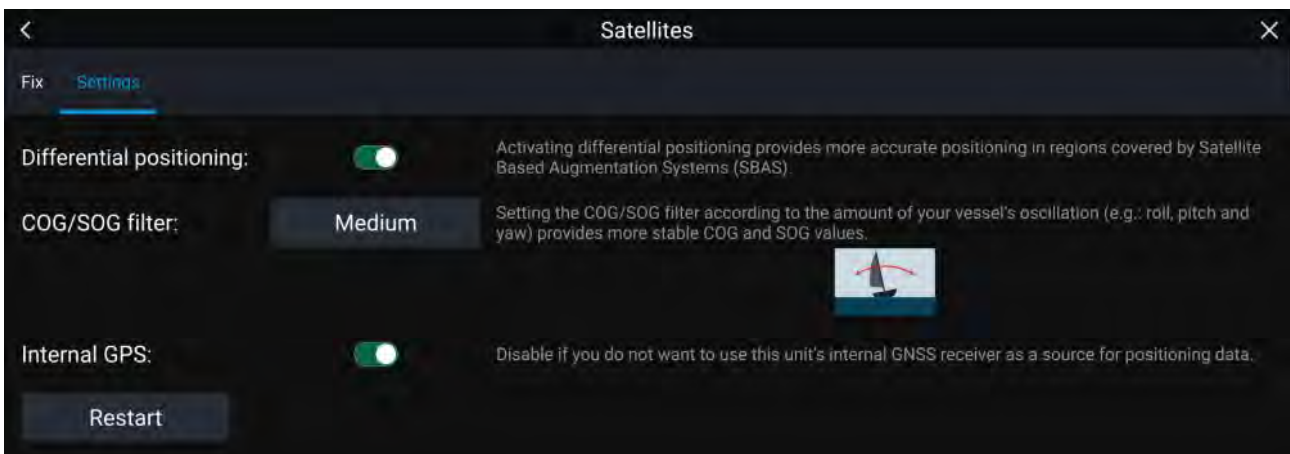 Satellites
Fix Settings
Differential positioning:
Activating differential positioning provides more accurate positioning in regions covered by Satellite
Based Augmentation Systems (SBAS)
COG/SOG filter:
Medium
Setting the COG/SOG filter according to the amount of your vessel's oscillation (e.g.: roll, pitch and
yaw) provides more stable COG and SOG values.
Internal GPS:
Disable if you do not want to use this unit's internal GNSS receiver as a source for positioning data.
Restart